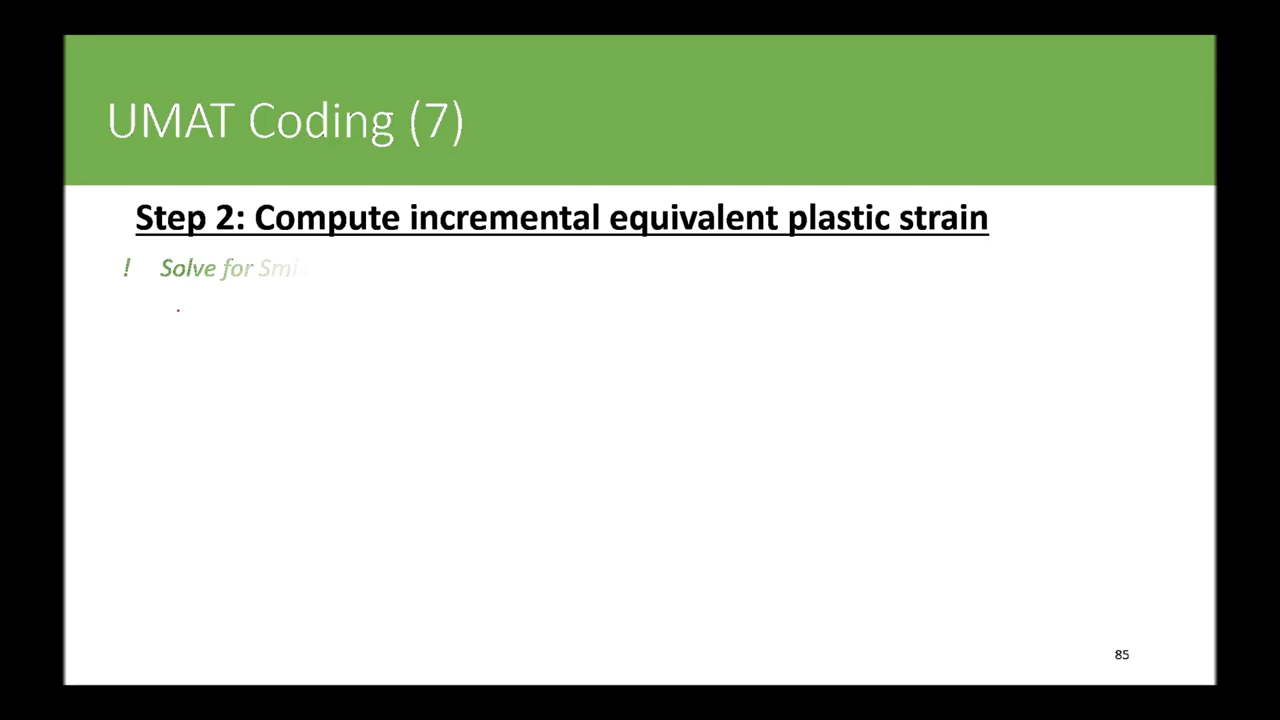 UMAT Coding (7)
Step 2: Compute incremental equivalent plastic strain
! Solve for Smi
85